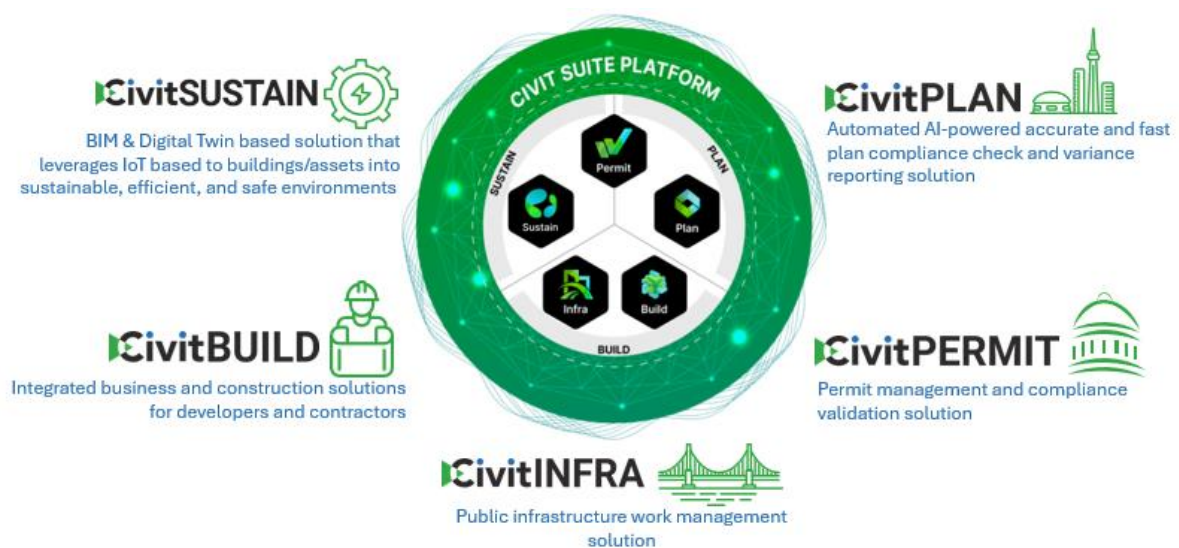 CIVIT SUITE PLATFORM
SUSTAIN
PLAN
BUILD
Permit
Sustain
Plan
Infra
Build
CivitSUSTAIN
BIM & Digital Twin based solution that
leverages IoT based to buildings/assets into
sustainable, efficient, and safe environments
CivitPLAN
Automated AI-powered accurate and fast
plan compliance check and variance
reporting solution
CivitBUILD
Integrated business and construction solutions
for developers and contractors
CivitPERMIT
Permit management and compliance
validation solution
CivitINFRA
Public infrastructure work management
solution